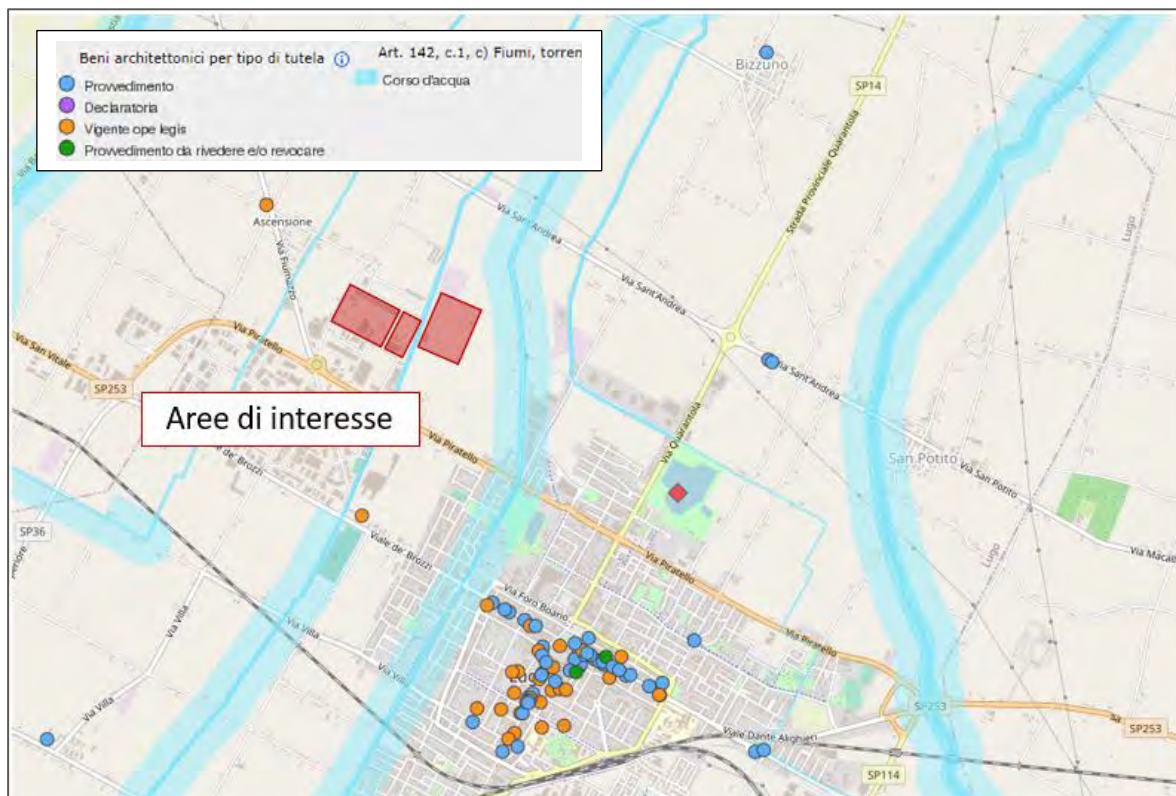 Beni architettonici per tipo di tutela
Art. 142, c.1, c) Fiumi, torren
Provvedimento
Corso d'acqua
Declaratoria
Vigente ope legis
Provvedimento da rivedere e/o revocare
Bizzuno
SP14
Strada Provinciale Quarantola
Via Sant'Andrea
Ascensione
Via Fiumazzo
Via Sant'Andrea
Lugo
Via Piratello
Via San Vitale
SP253
Via Sant'Andrea
Aree di interesse
Via Piratello
Via Quarantola
San Potito
Via San Potito
Viale de' Brozzi
SP36
Via Macall
Lugo
Viale de' Brozzi
Via Piratello
Via Foro Boario
Via Villa
Via Villa
Via Villa
Via Piratello
SP253
Viale Dante Alighieri
SP253
Via Villa
SP114